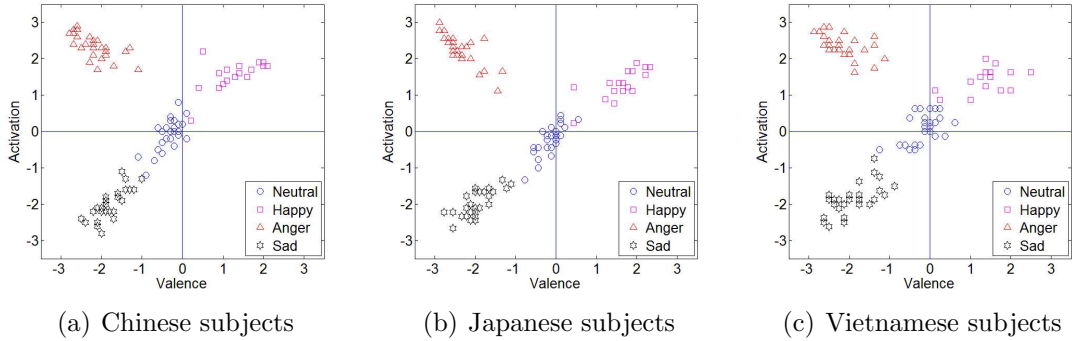 3
2
1
0
-1
-2
-3
Activation
-3 -2 -1 0 1 2 3
Valence
Neutral
Happy
Anger
Sad
(a) Chinese subjects
3
2
1
0
-1
-2
-3
Activation
-3 -2 -1 0 1 2 3
Valence
Neutral
Happy
Anger
Sad
(b) Japanese subjects
3
2
1
0
-1
-2
-3
Activation
-3 -2 -1 0 1 2 3
Valence
Neutral
Happy
Anger
Sad
(c) Vietnamese subjects